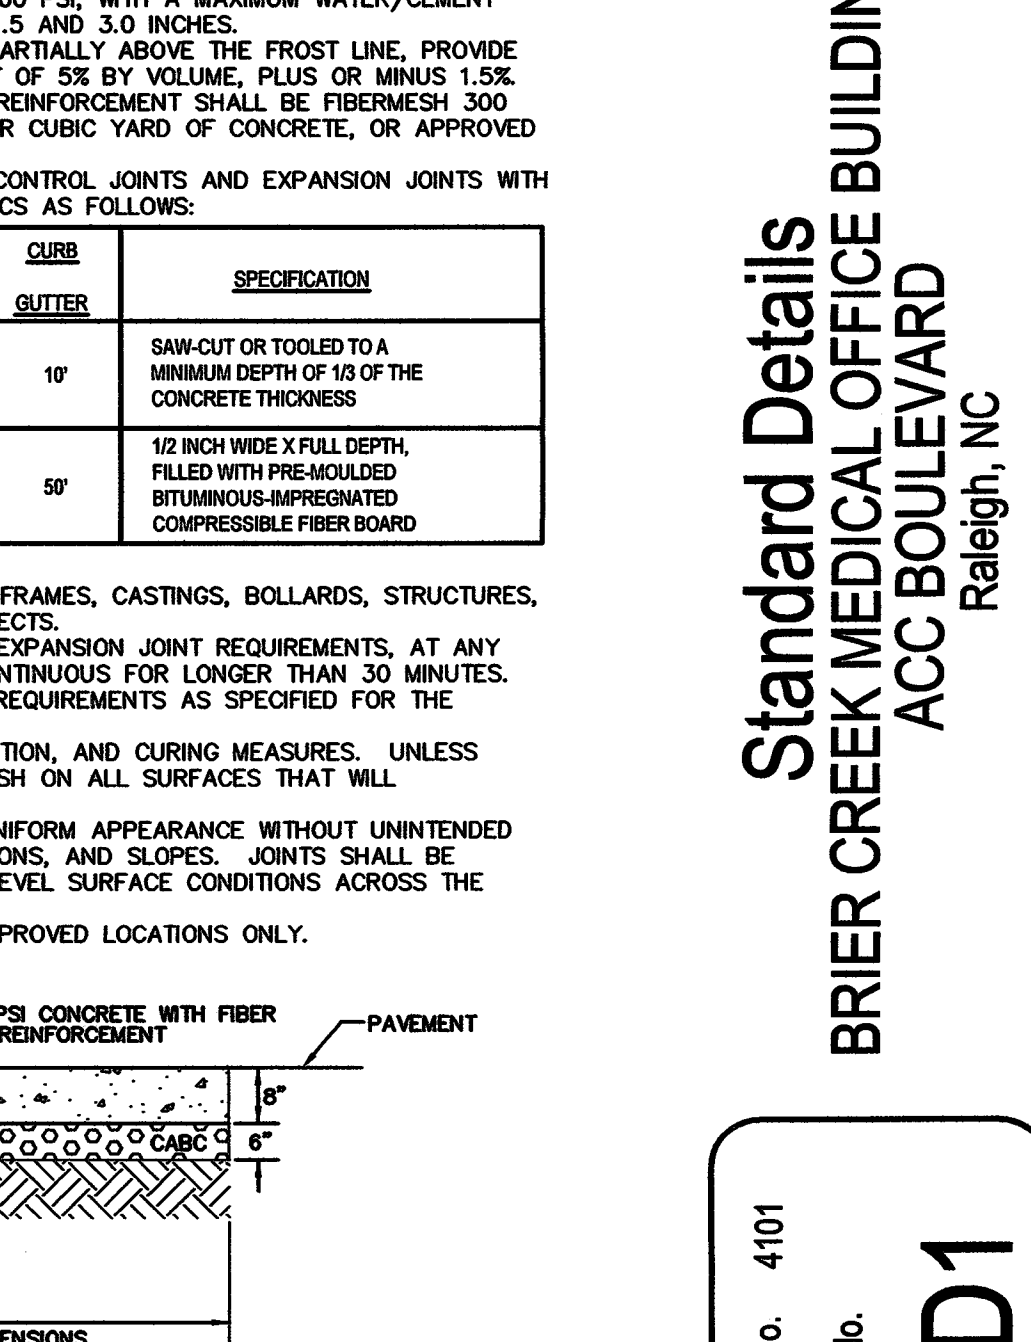 PSI, WITH A MAXIMUM WATER/CEMENT
.5 AND 3.0 INCHES.
ARTIALLY ABOVE THE FROST LINE, PROVIDE
OF 5% BY VOLUME, PLUS OR MINUS 1.5%.
REINFORCEMENT SHALL BE FIBERMESH 300
R CUBIC YARD OF CONCRETE, OR APPROVED
CONTROL JOINTS AND EXPANSION JOINTS WITH
CS AS FOLLOWS:
CURB
GUTTER
SPECIFICATION
10'
SAW-CUT OR TOOLED TO A
MINIMUM DEPTH OF 1/3 OF THE
CONCRETE THICKNESS
50'
1/2 INCH WIDE X FULL DEPTH,
FILLED WITH PRE-MOULDED
BITUMINOUS-IMPREGNATED
COMPRESSIBLE FIBER BOARD
FRAMES, CASTINGS, BOLLARDS, STRUCTURES,
ECTS.
EXPANSION JOINT REQUIREMENTS, AT ANY
NTINUOUS FOR LONGER THAN 30 MINUTES.
REQUIREMENTS AS SPECIFIED FOR THE
TION, AND CURING MEASURES. UNLESS
SH ON ALL SURFACES THAT WILL
NIFORM APPEARANCE WITHOUT UNINTENDED
ONS, AND SLOPES. JOINTS SHALL BE
EVEL SURFACE CONDITIONS ACROSS THE
PROVED LOCATIONS ONLY.
PSI CONCRETE WITH FIBER
REINFORCEMENT
PAVEMENT
8"
CABC
6"
ENSIONS
Standard Details
BRIER CREEK MEDICAL OFFICE BUILDIN
ACC BOULEVARD
Raleigh, NC
o. 4101
No.
D1